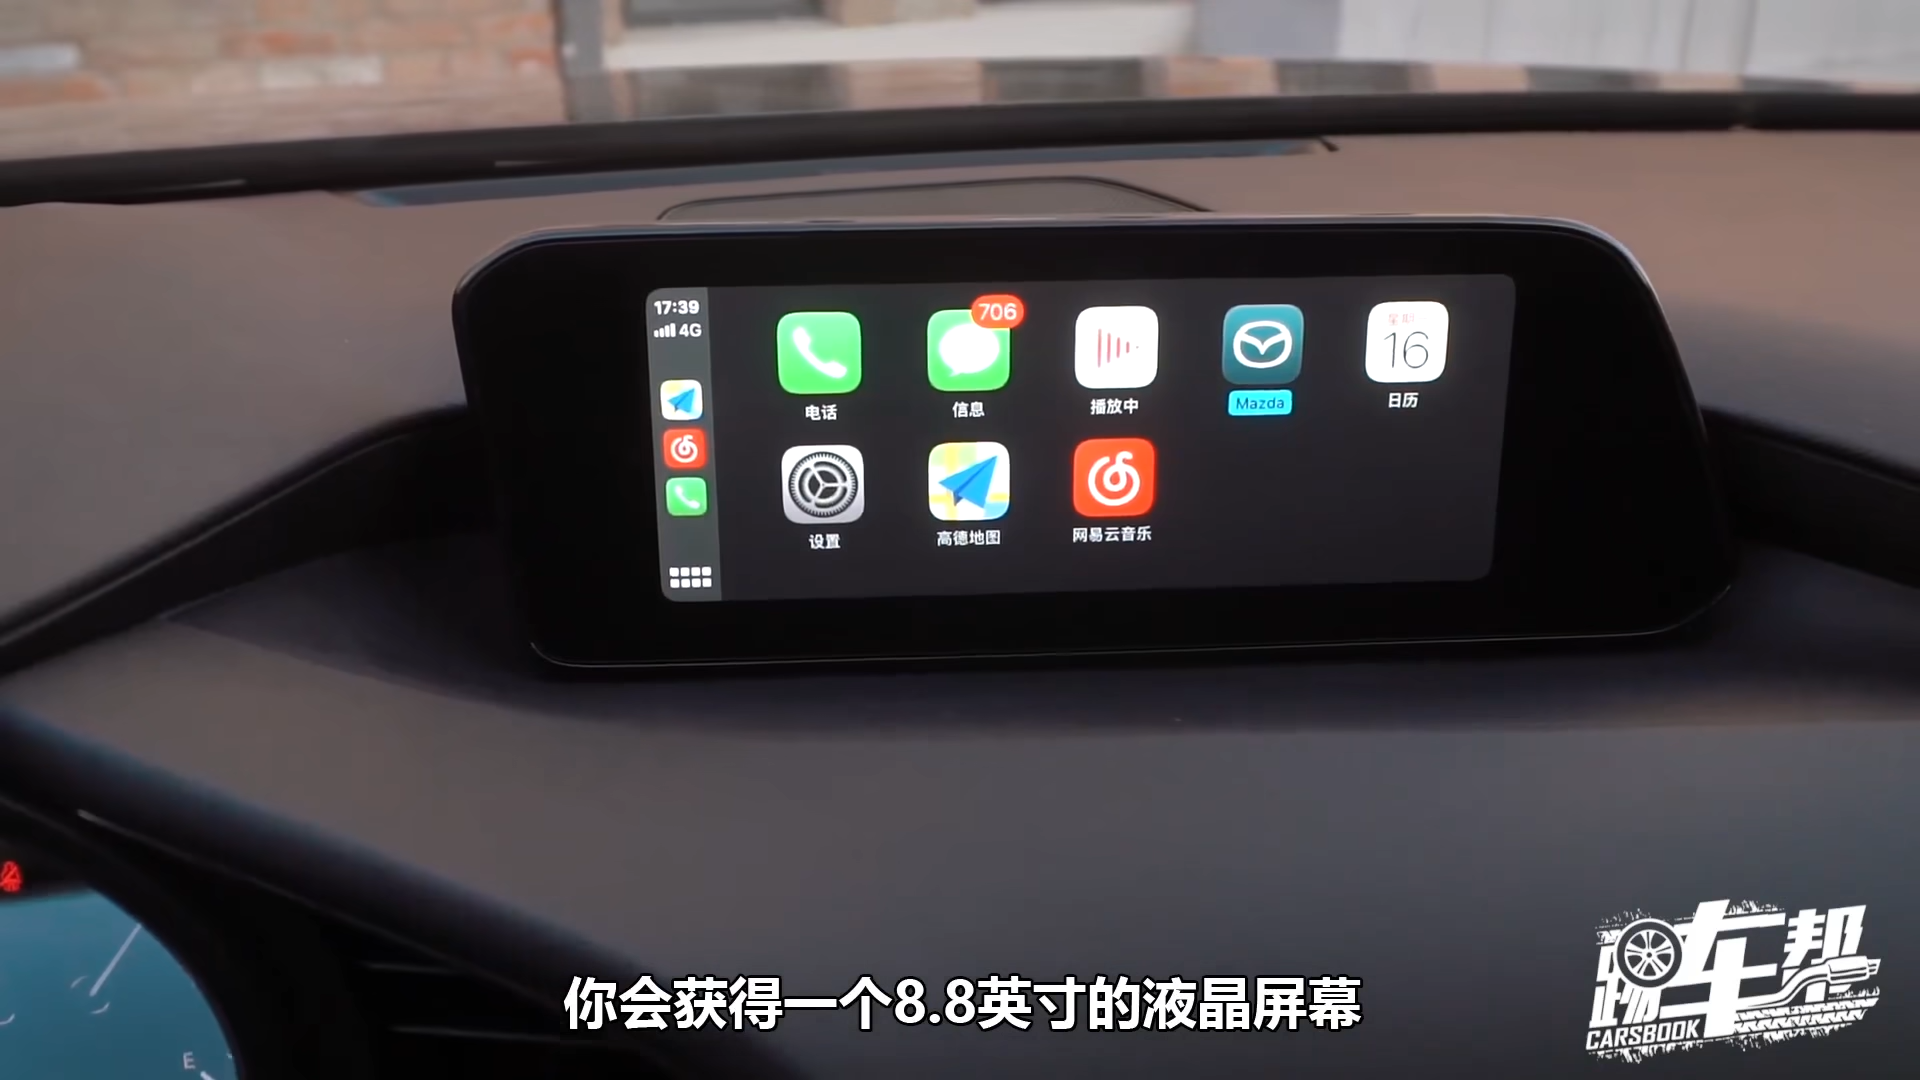 17:39
4G
706
16
电话
信息
播放中
Mazda
日历
设置
高德地图
网易云音乐
E
你会获得一个8.8英寸的液晶屏幕
车帮
CARSBOOK